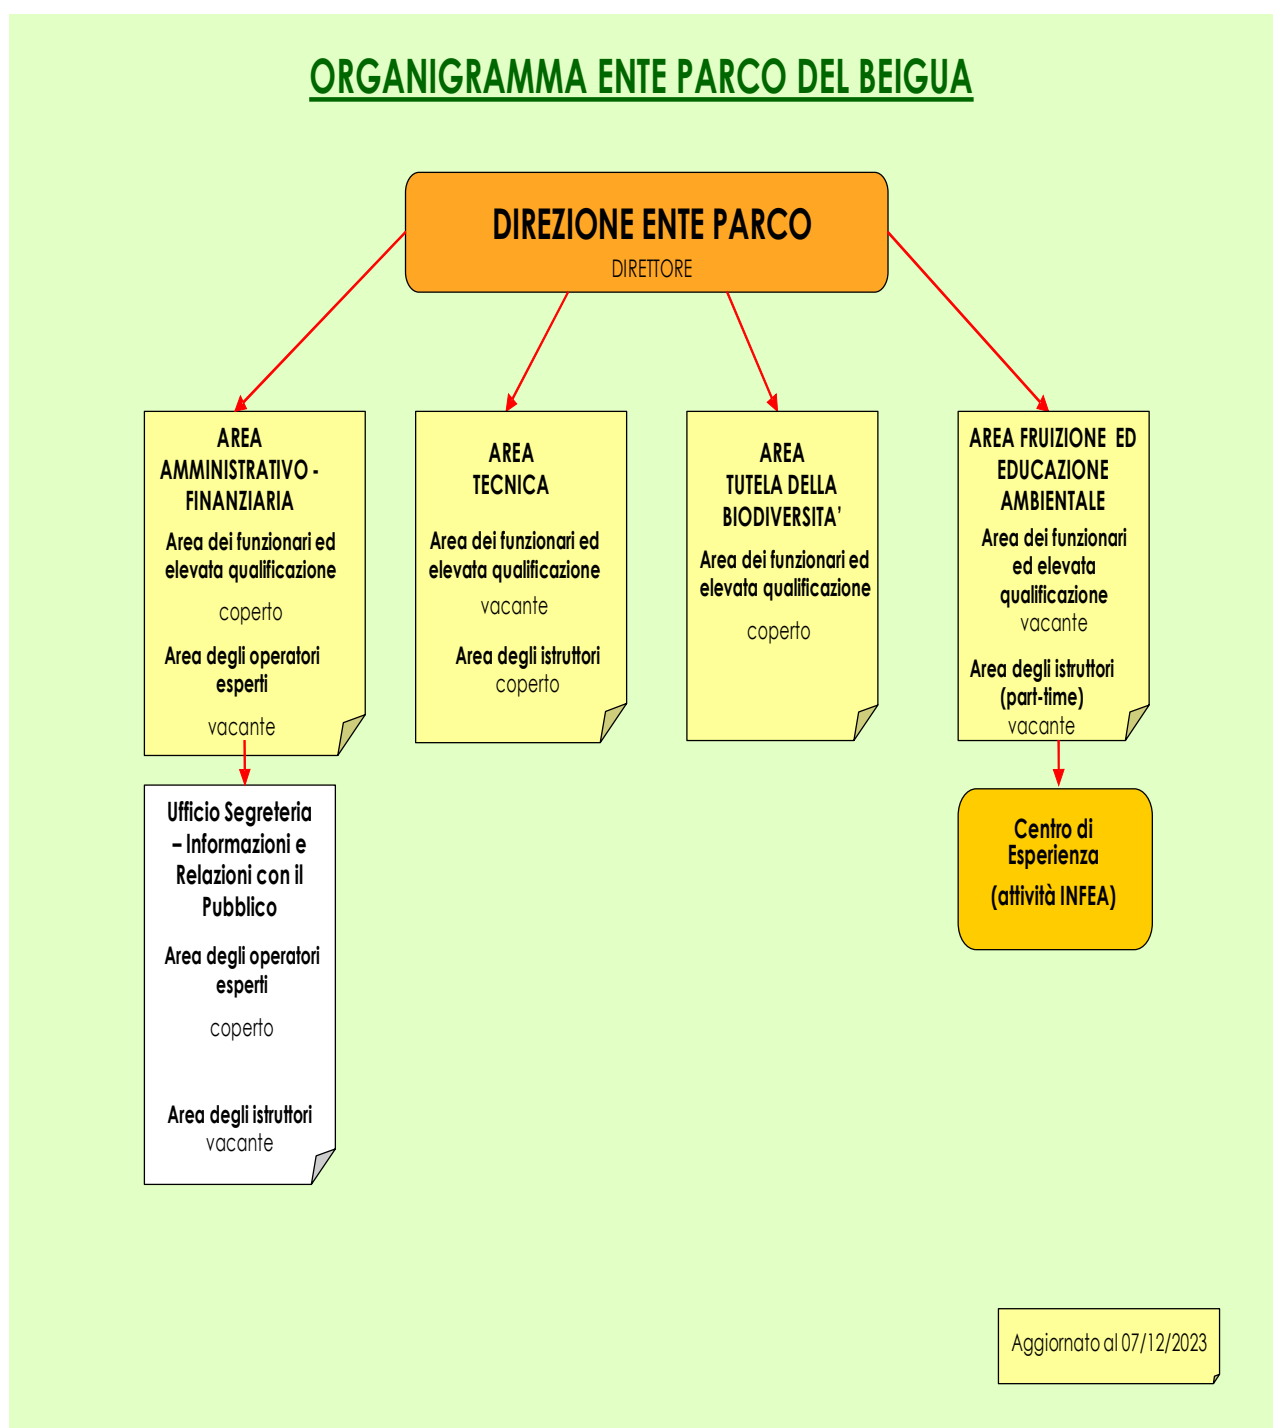 ORGANIGRAMMA ENTE PARCO DEL BEIGUA
DIREZIONE ENTE PARCO
DIRETTORE
AREA
AMMINISTRATIVO -
FINANZIARIA
Area dei funzionari ed
elevata qualificazione
coperto
Area degli operatori
esperti
vacante
AREA
TECNICA
Area dei funzionari ed
elevata qualificazione
vacante
Area degli istruttori
coperto
AREA
TUTELA DELLA
BIODIVERSITA’
Area dei funzionari ed
elevata qualificazione
coperto
AREA FRUIZIONE ED
EDUCAZIONE
AMBIENTALE
Area dei funzionari
ed elevata
qualificazione
vacante
Area degli istruttori
(part-time)
vacante
Ufficio Segreteria
– Informazioni e
Relazioni con il
Pubblico
Area degli operatori
esperti
coperto
Area degli istruttori
vacante
Centro di
Esperienza
(attività INFEA)
Aggiornato al 07/12/2023